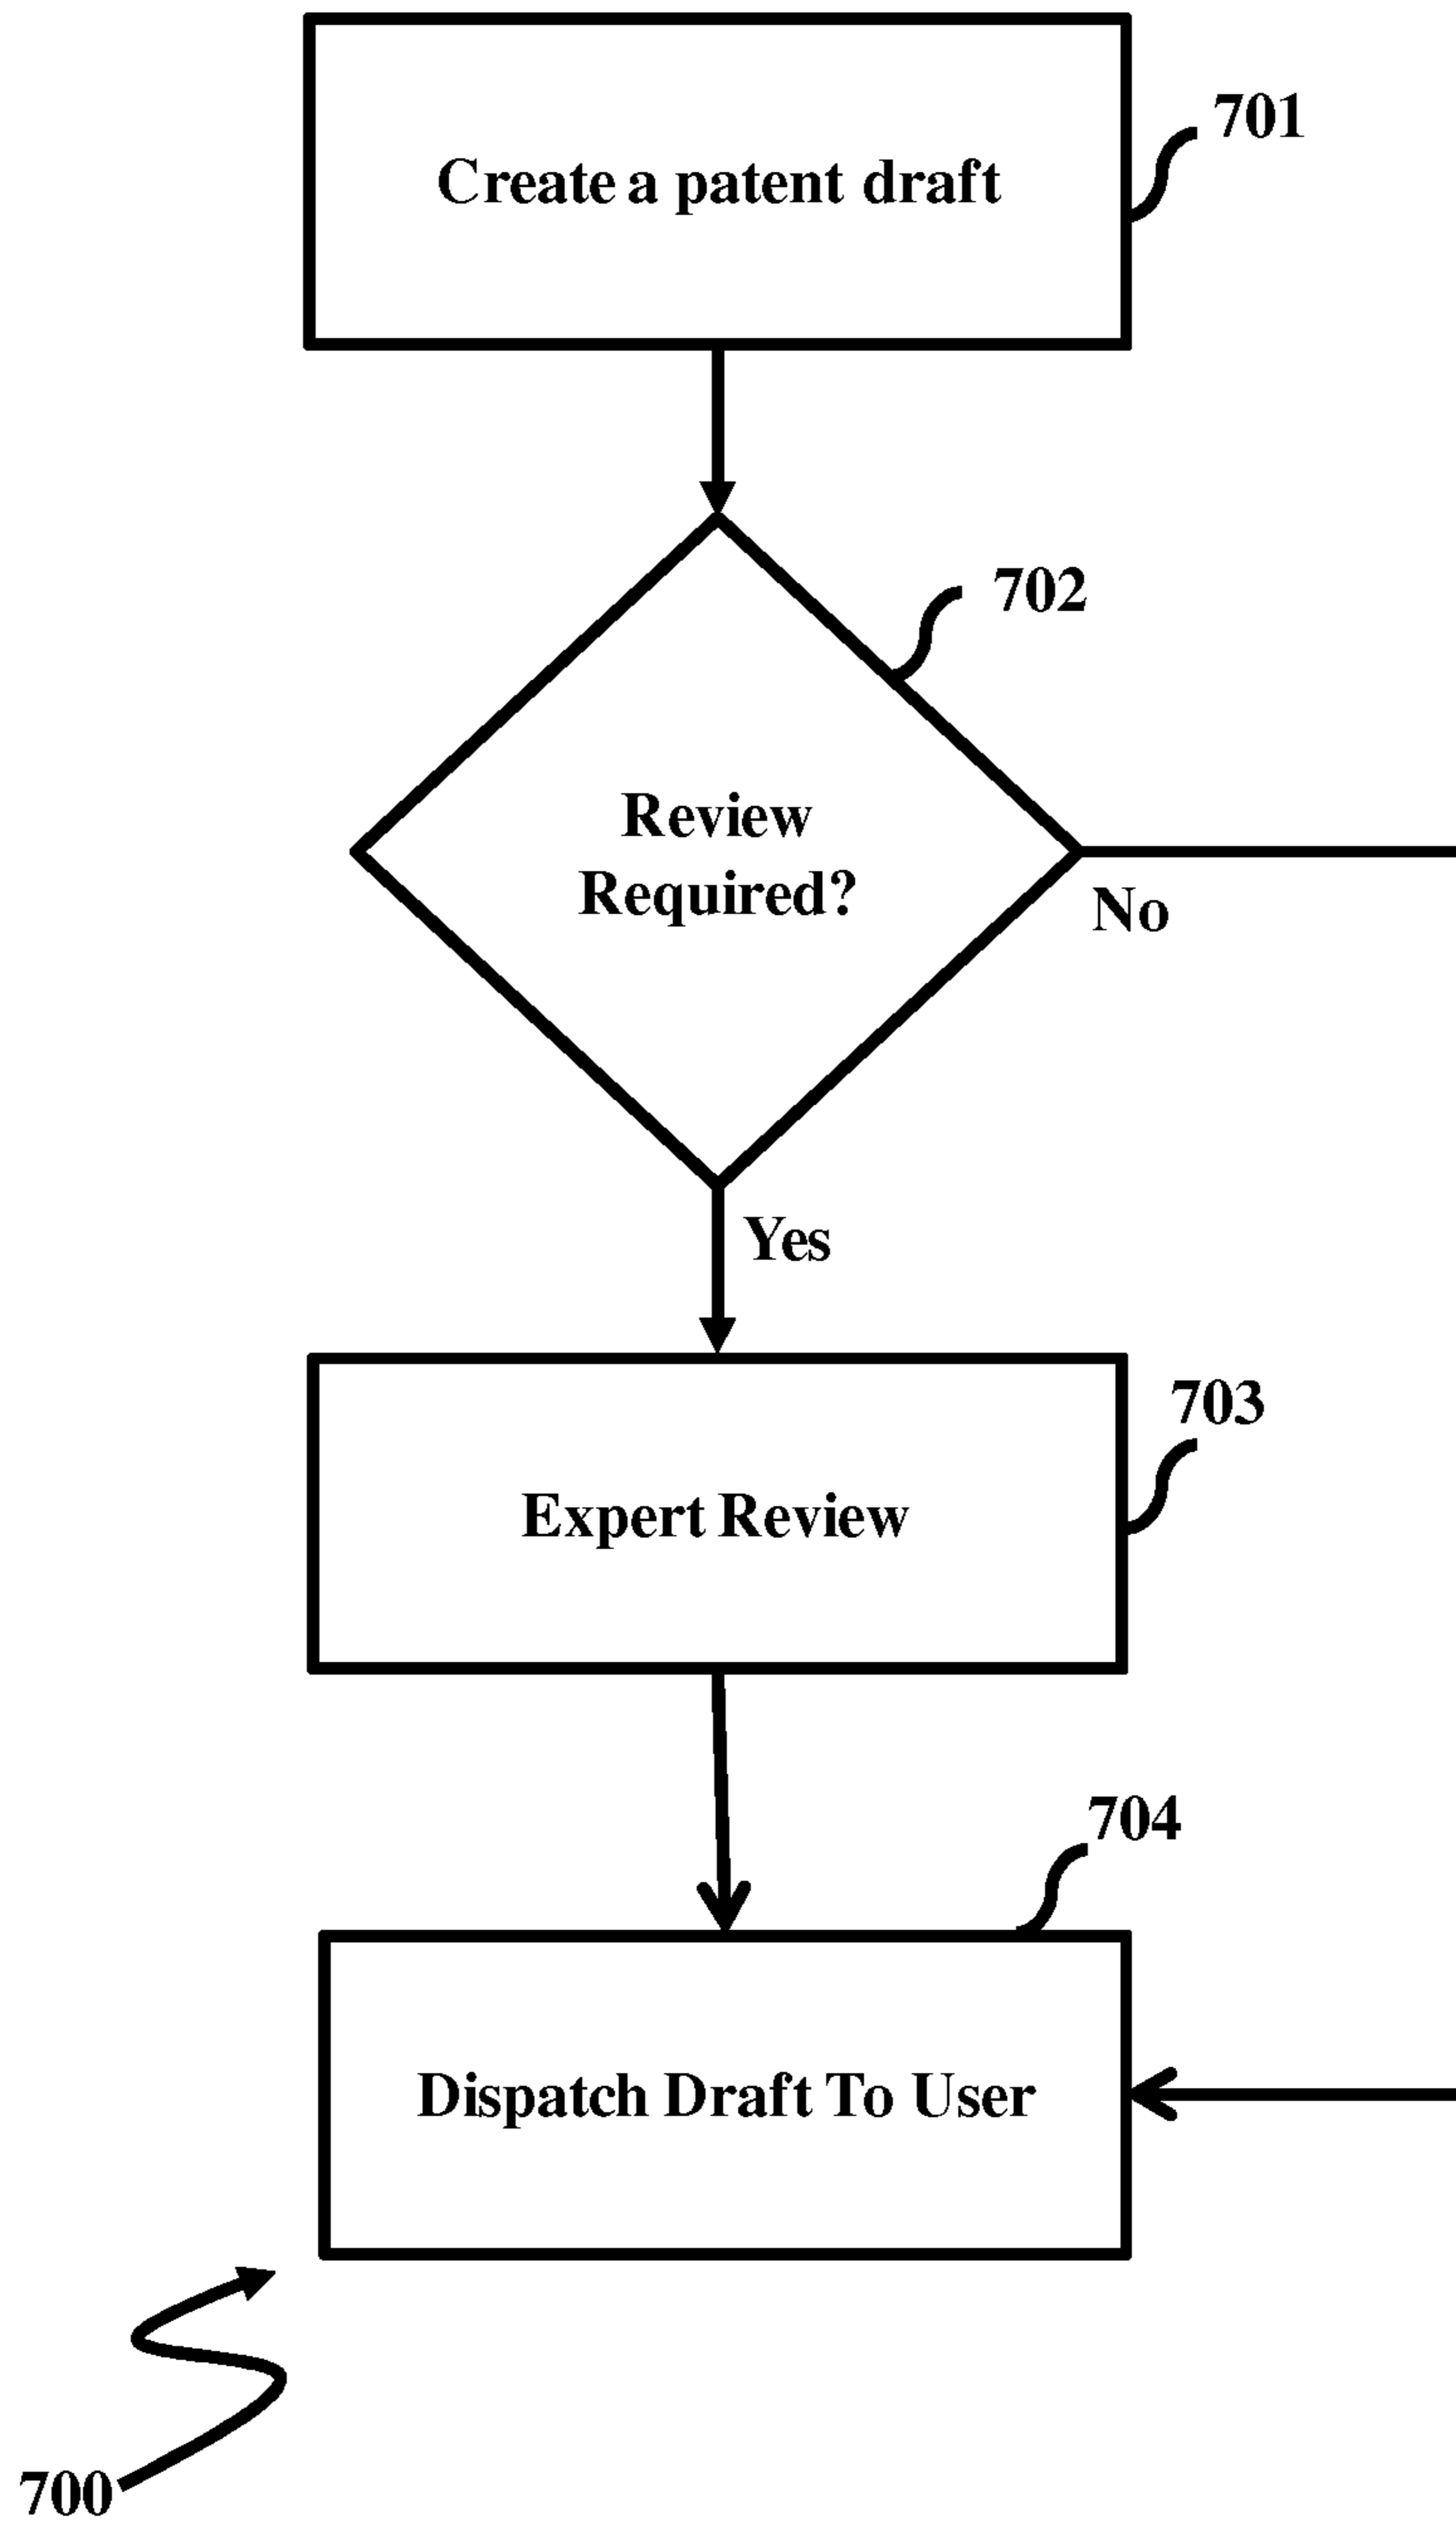 701
Create a patent draft
702
Review
Required?
No
Yes
703
Expert Review
704
Dispatch Draft To User
700